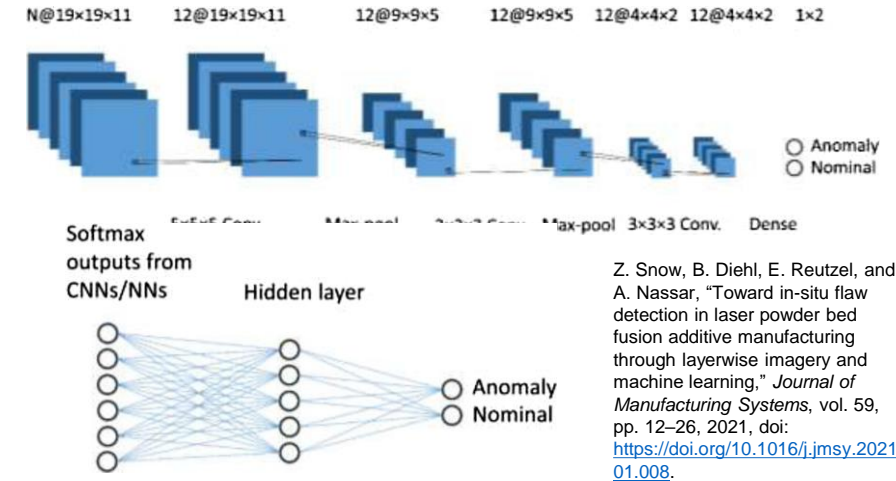 N@19×19×11 12@19×19×11 12@9×9×5 12@9×9×5 12@4×4×2 12@4×4×2 1×2
Anomaly
Nominal
Max-pool 3×3×3 Conv. Dense
Softmax
outputs from
CNNs/NNs
Hidden layer
Anomaly
Nominal
Z. Snow, B. Diehl, E. Reutzel, and
A. Nassar, “Toward in-situ flaw
detection in laser powder bed
fusion additive manufacturing
through layerwise imagery and
machine learning,” Journal of
Manufacturing Systems, vol. 59,
pp. 12–26, 2021, doi:
https://doi.org/10.1016/j.jmsy.2021
01.008.